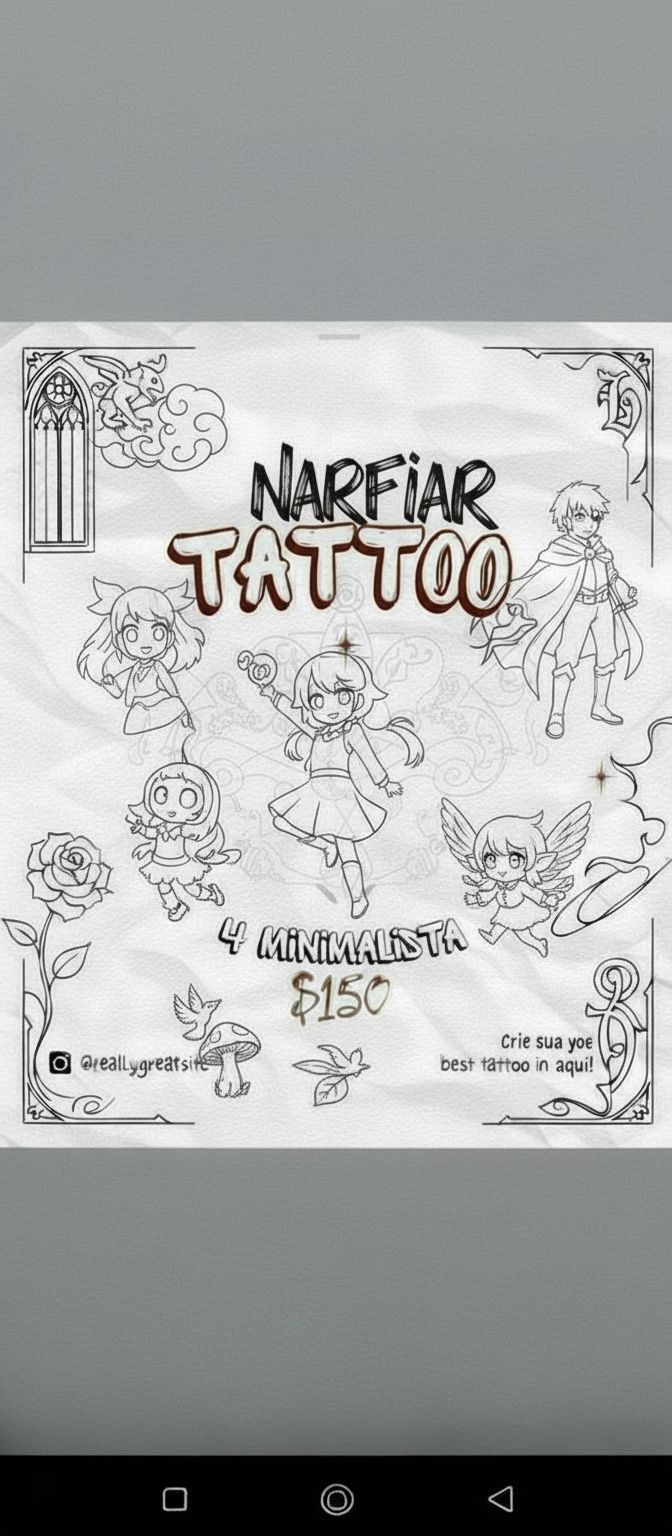 NARFiAR
TATTOO
4 MiNiMALiSTA
$150
@reallygreatsite
Crie sua yoe
best tattoo in aqui!